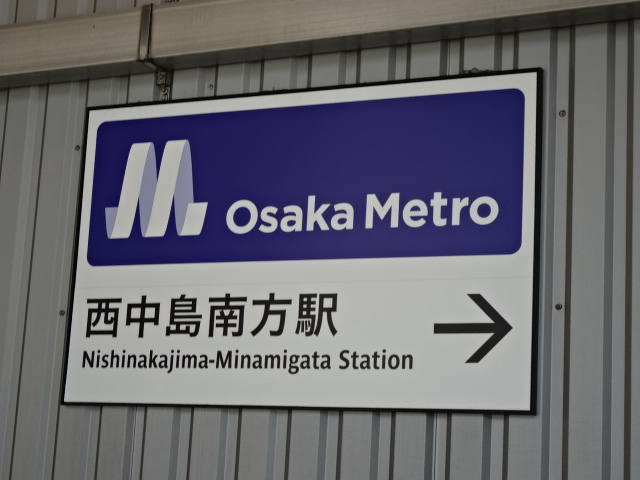 Osaka Metro
西中島南方駅 →
Nishinakajima-Minamigata Station